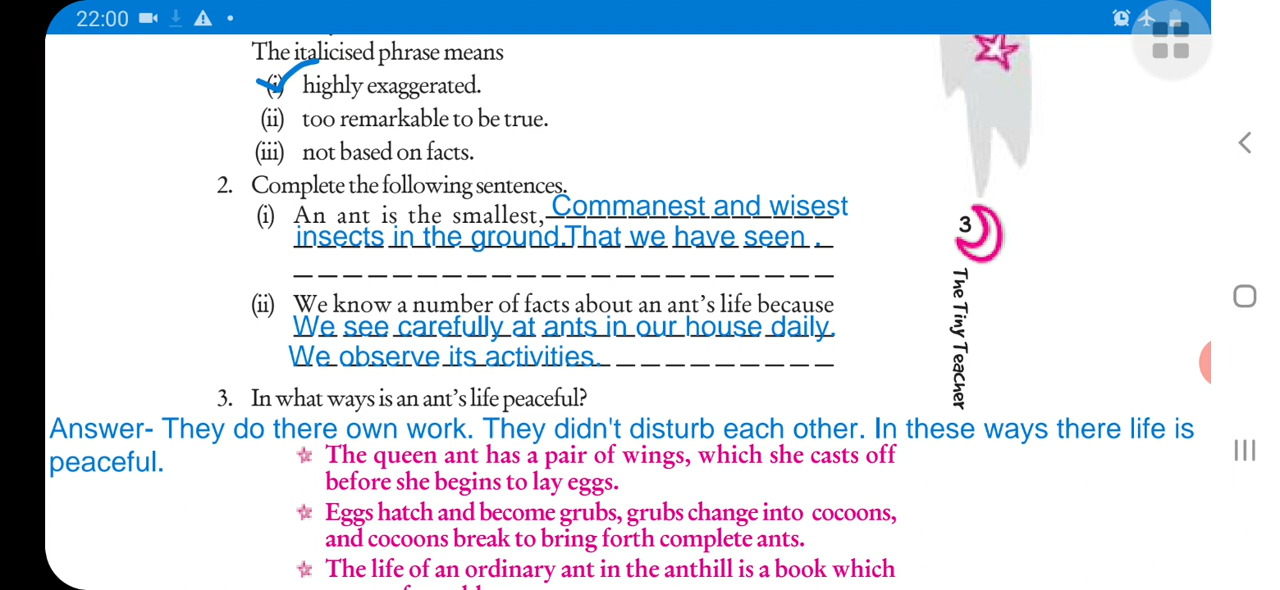 22:00
The italicised phrase means
(i) highly exaggerated.
(ii) too remarkable to be true.
(iii) not based on facts.
2. Complete the following sentences.
(i) An ant is the smallest, Commanest and wisest
insects in the ground.That we have seen .
(ii) We know a number of facts about an ant's life because
We see carefully at ants in our house daily.
We observe its activities.
3. In what ways is an ant's life peaceful?
Answer- They do there own work. They didn't disturb each other. In these ways there life is
peaceful.
The queen ant has a pair of wings, which she casts off
before she begins to lay eggs.
Eggs hatch and become grubs, grubs change into cocoons,
and cocoons break to bring forth complete ants.
The life of an ordinary ant in the anthill is a book which
3
The Tiny Teacher